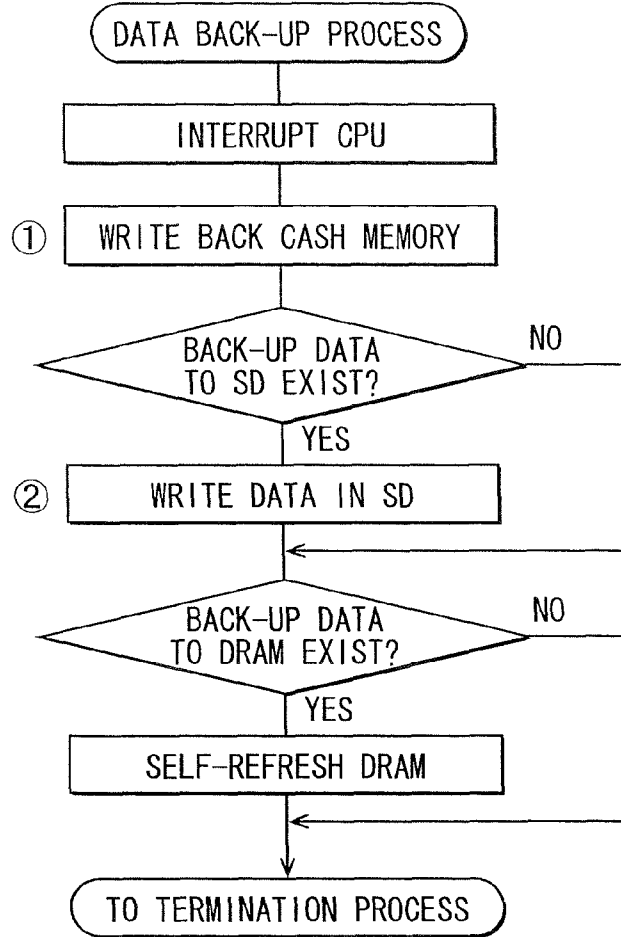 DATA BACK-UP PROCESS
INTERRUPT CPU
① WRITE BACK CASH MEMORY
BACK-UP DATA
TO SD EXIST?
NO
YES
② WRITE DATA IN SD
BACK-UP DATA
TO DRAM EXIST?
NO
YES
SELF-REFRESH DRAM
TO TERMINATION PROCESS